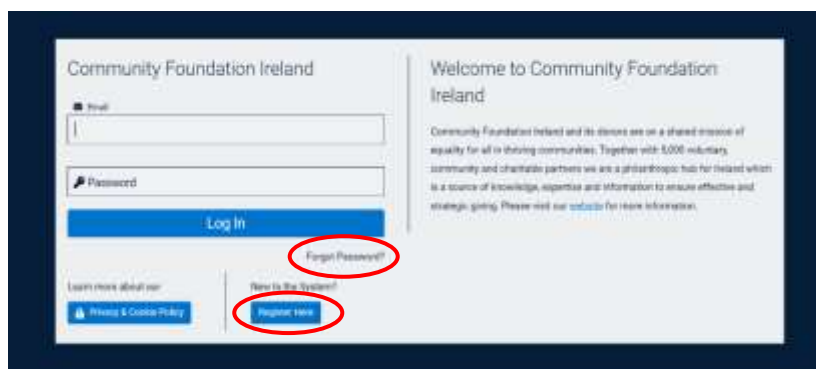 Community Foundation Ireland
Email
Password
Log In
Forgot Password?
Learn more about our
Privacy & Cookie Policy
New to the System?
Register Here
Welcome to Community Foundation
Ireland
Community Foundation Ireland and its donors are on a shared mission of
equality for all in thriving communities. Together with 5,000 voluntary,
community and charitable partners we are a philanthropic hub for Ireland which
is a source of knowledge, expertise and information to ensure effective and
strategic giving. Please visit our website for more information.